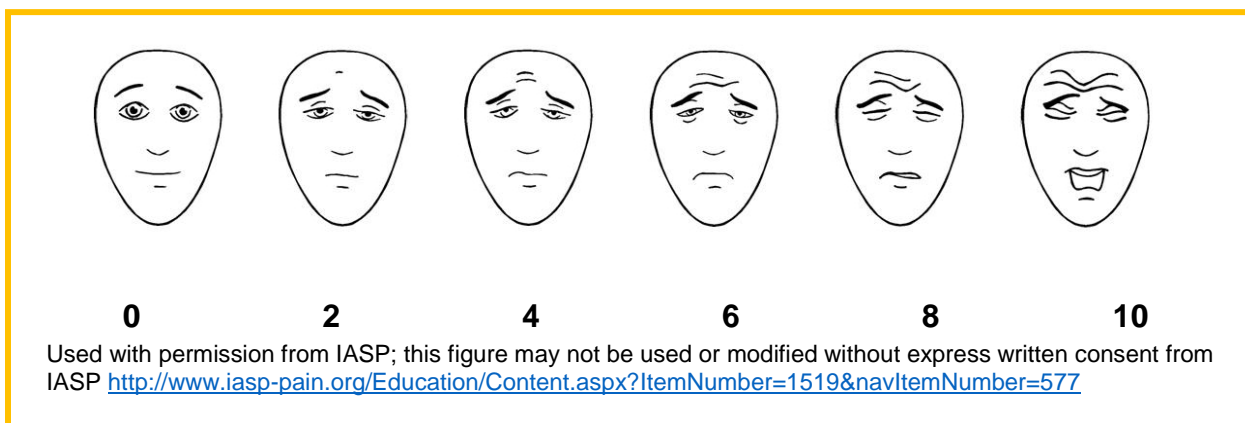 0 2 4 6 8 10
Used with permission from IASP; this figure may not be used or modified without express written consent from
IASP http://www.iasp-pain.org/Education/Content.aspx?ItemNumber=1519&navItemNumber=577